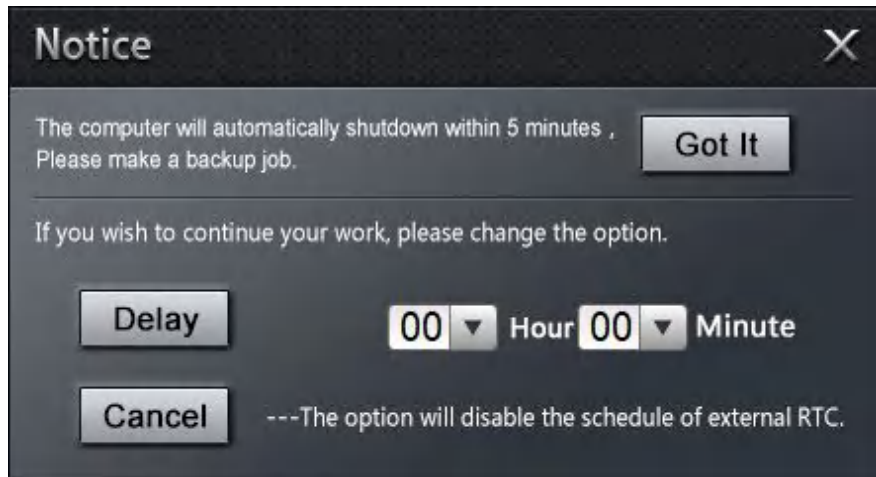 Notice
The computer will automatically shutdown within 5 minutes ,
Please make a backup job.
Got It
If you wish to continue your work, please change the option.
Delay 00 Hour 00 Minute
Cancel ---The option will disable the schedule of external RTC.